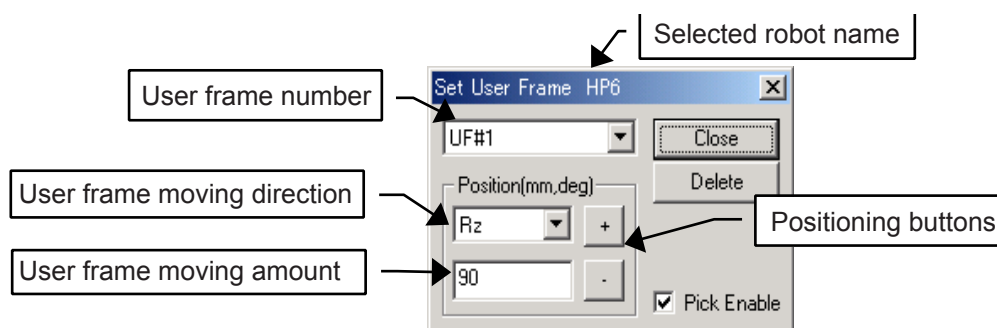 Selected robot name
Set User Frame HP6
User frame number
UF#1
Close
Position(mm,deg)
Delete
User frame moving direction
Rz
+
Positioning buttons
User frame moving amount
90
-
Pick Enable